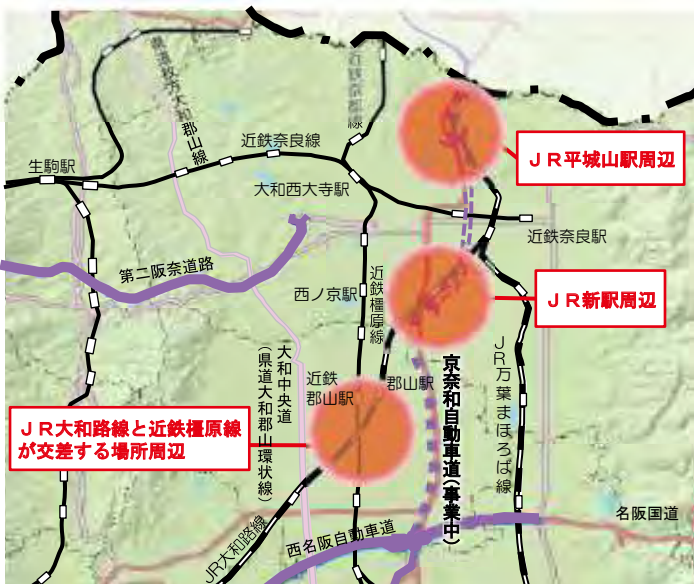 県道枚方大和
郡山線
近鉄京都線
近鉄奈良線
生駒駅
大和西大寺駅
ＪＲ平城山駅周辺
近鉄奈良駅
第二阪奈道路
西ノ京駅
近鉄橿原線
ＪＲ新駅周辺
ＪＲ万葉まほろば線
大和中央道
（県道大和郡山環状線）
近鉄
郡山駅
郡山駅
京奈和自動車道（事業中）
ＪＲ大和路線と近鉄橿原線
が交差する場所周辺
JR大和路線
西名阪自動車道
名阪国道